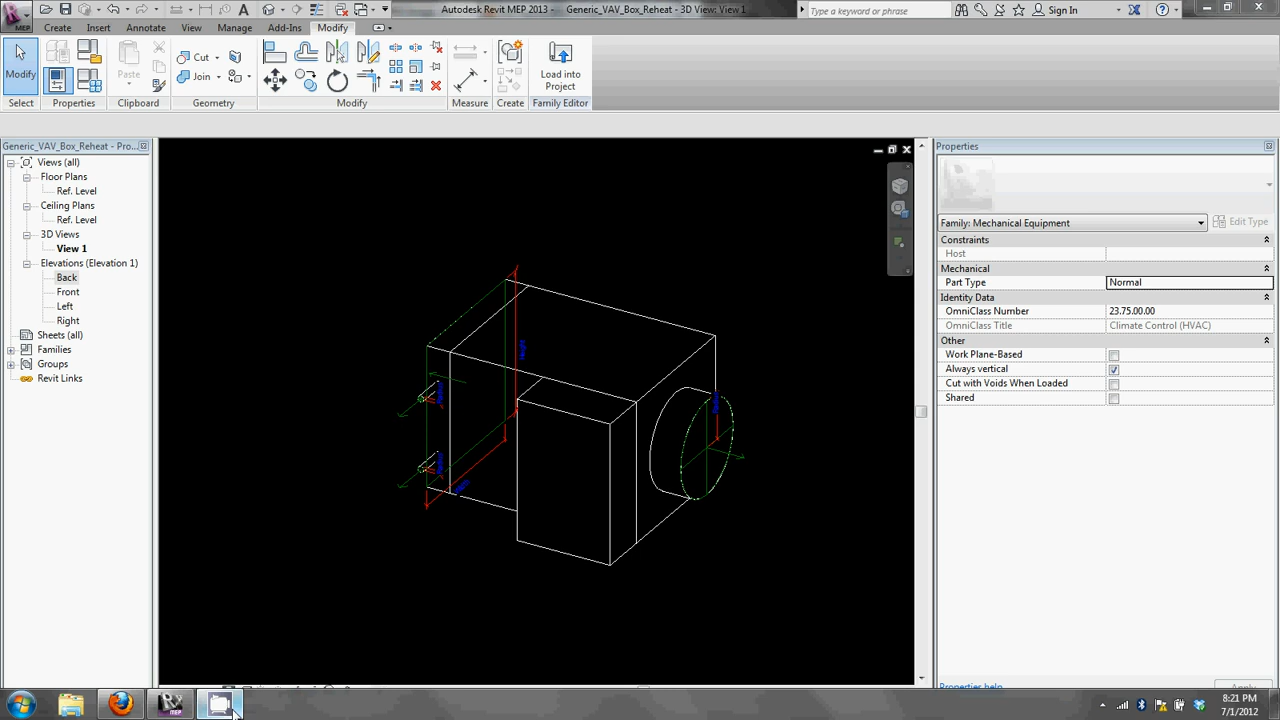 Autodesk Revit MEP 2013 - Generic_VAV_Box_Reheat - 3D View: View 1
Type a keyword or phrase
Sign In
MEP
Create
Insert
Annotate
View
Manage
Add-Ins
Modify
Modify
Paste
Cut
Join
Load into
Project
Select
Properties
Clipboard
Geometry
Modify
Measure
Create
Family Editor
Generic_VAV_Box_Reheat - Pro...
Views (all)
Floor Plans
Ref. Level
Ceiling Plans
Ref. Level
3D Views
View 1
Elevations (Elevation 1)
Back
Front
Left
Right
Sheets (all)
Families
Groups
Revit Links
Height
Width
Properties
Family: Mechanical Equipment
Edit Type
Constraints
Host
Mechanical
Part Type Normal
Identity Data
OmniClass Number 23.75.00.00
OmniClass Title Climate Control (HVAC)
Other
Work Plane-Based
Always vertical
Cut with Voids When Loaded
Shared
Properties help
Apply
MEP
8:21 PM
7/1/2012